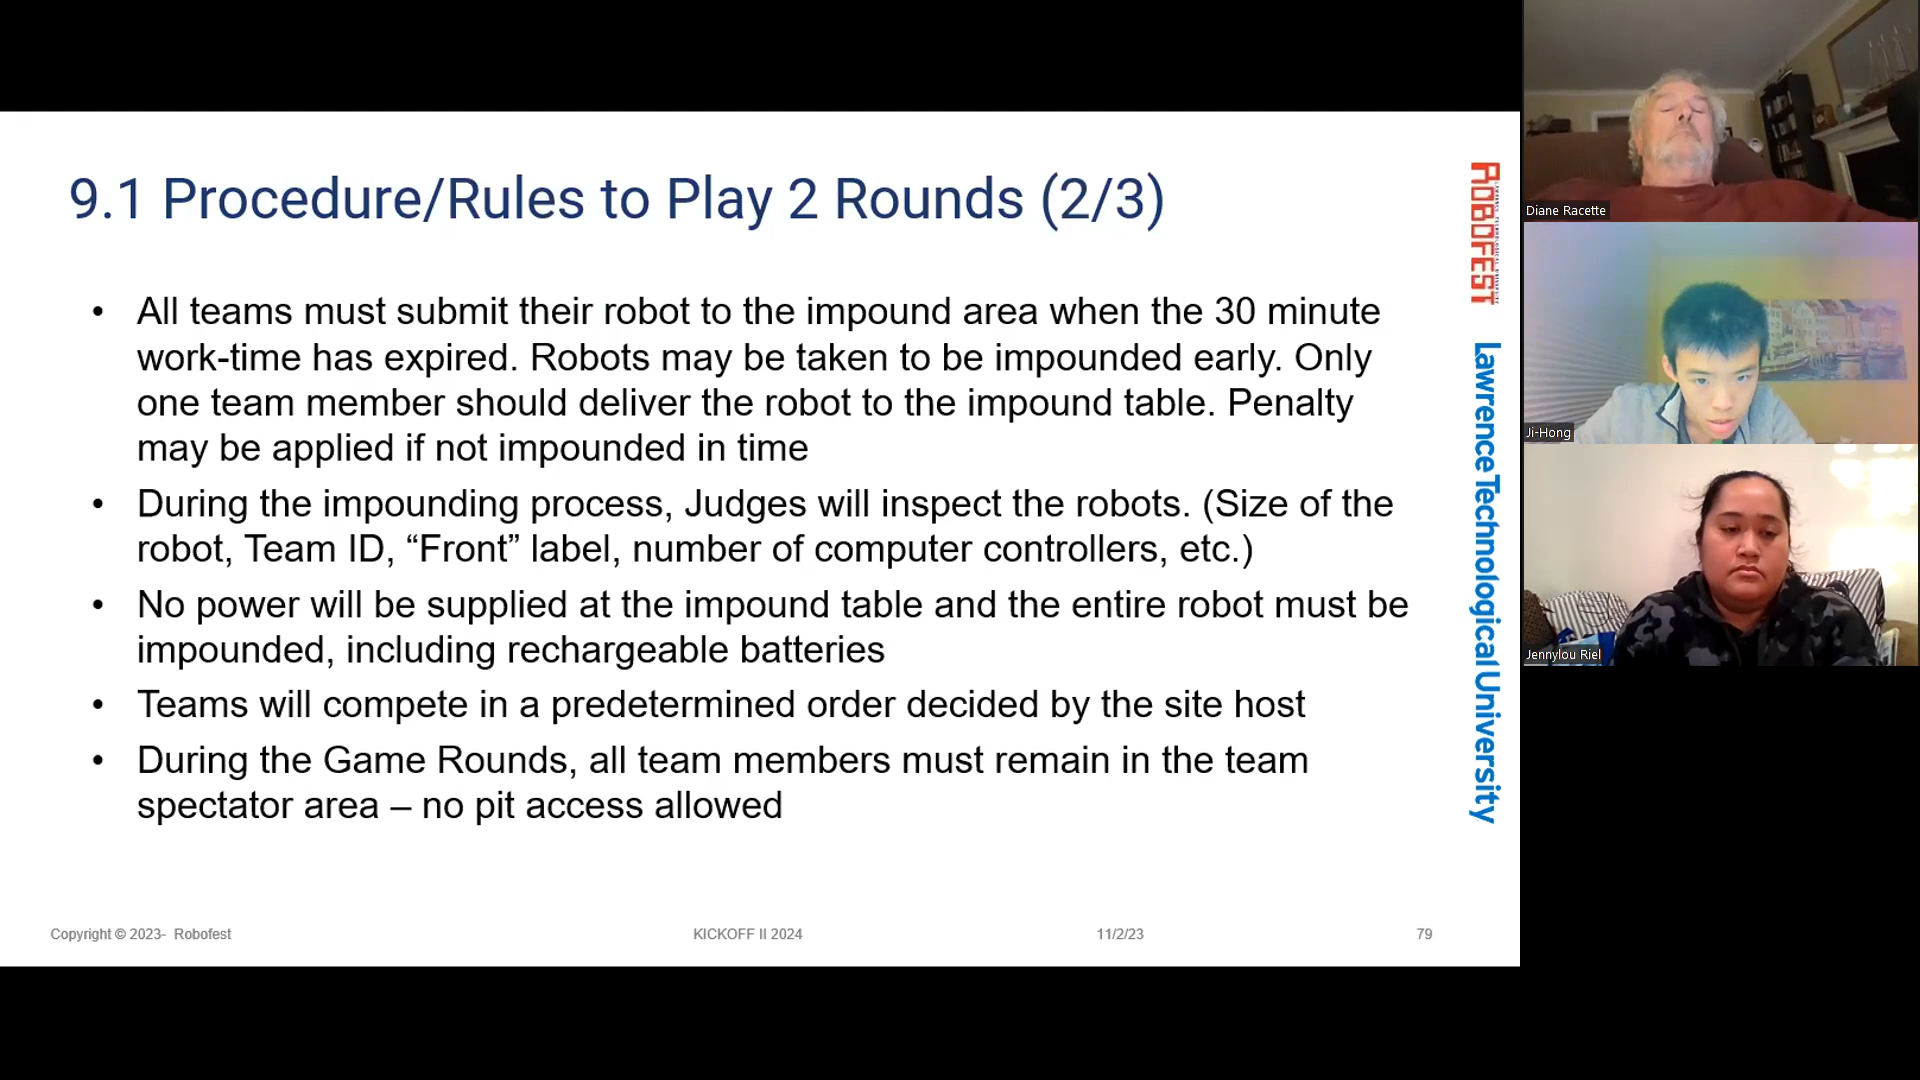 9.1 Procedure/Rules to Play 2 Rounds (2/3)
• All teams must submit their robot to the impound area when the 30 minute
work-time has expired. Robots may be taken to be impounded early. Only
one team member should deliver the robot to the impound table. Penalty
may be applied if not impounded in time
• During the impounding process, Judges will inspect the robots. (Size of the
robot, Team ID, “Front” label, number of computer controllers, etc.)
• No power will be supplied at the impound table and the entire robot must be
impounded, including rechargeable batteries
• Teams will compete in a predetermined order decided by the site host
• During the Game Rounds, all team members must remain in the team
spectator area – no pit access allowed
Copyright © 2023- Robofest
KICKOFF II 2024
11/2/23
79
ROBOFEST
Lawrence Technological University
Diane Racette
Ji-Hong
Jennylou Riel